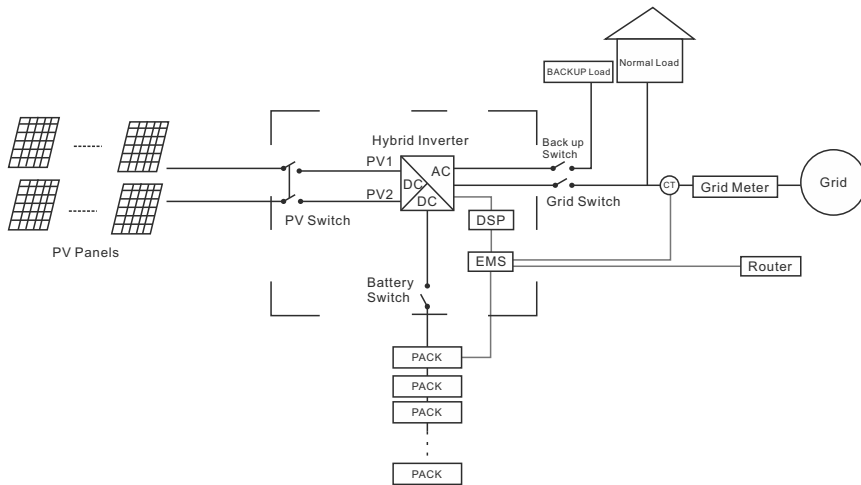 BACKUP Load
Normal Load
Hybrid Inverter
Back up
Switch
PV1
AC
DC
PV2
DC
CT
Grid Meter
Grid
PV Switch
DSP
Grid Switch
PV Panels
EMS
Router
Battery
Switch
PACK
PACK
PACK
PACK